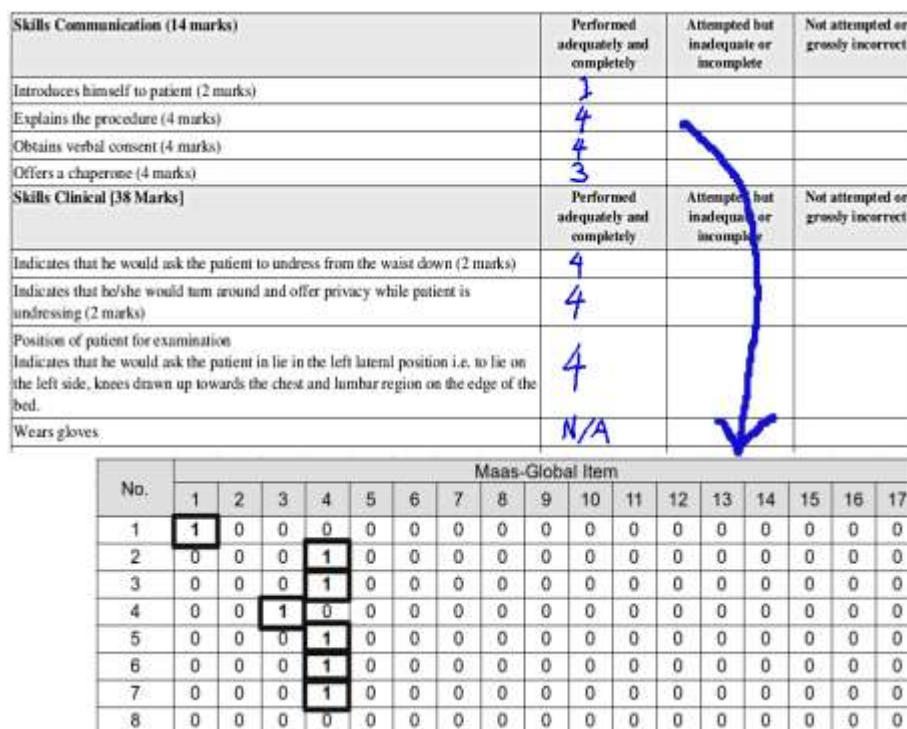 Skills Communication (14 marks) Performed adequately and completely Attempted but inadequate or incomplete Not attempted or grossly incorrect
Introduces himself to patient (2 marks)
Explains the procedure (4 marks) 4
Obtains verbal consent (4 marks) 4
Offers a chaperone (4 marks) 3
Skills Clinical [38 Marks] Performed adequately and completely Attempted but inadequate or incomplete Not attempted or grossly incorrect
Indicates that he would ask the patient to undress from the waist down (2 marks) 4
Indicates that he/she would turn around and offer privacy while patient is
undressing (2 marks) 4
Position of patient for examination
Indicates that he would ask the patient in lie in the left lateral position i.e. to lie on
the left side, knees drawn up towards the chest and lumbar region on the edge of the
bed. 4
Wears gloves N/A
No. Maas-Global Item
1 2 3 4 5 6 7 8 9 10 11 12 13 14 15 16 17
1 1 0 0 0 0 0 0 0 0 0 0 0 0 0 0 0 0
2 0 0 0 1 0 0 0 0 0 0 0 0 0 0 0 0 0
3 0 0 0 1 0 0 0 0 0 0 0 0 0 0 0 0 0
4 0 0 1 0 0 0 0 0 0 0 0 0 0 0 0 0 0
5 0 0 0 1 0 0 0 0 0 0 0 0 0 0 0 0 0
6 0 0 0 1 0 0 0 0 0 0 0 0 0 0 0 0 0
7 0 0 0 1 0 0 0 0 0 0 0 0 0 0 0 0 0
8 0 0 0 0 0 0 0 0 0 0 0 0 0 0 0 0 0